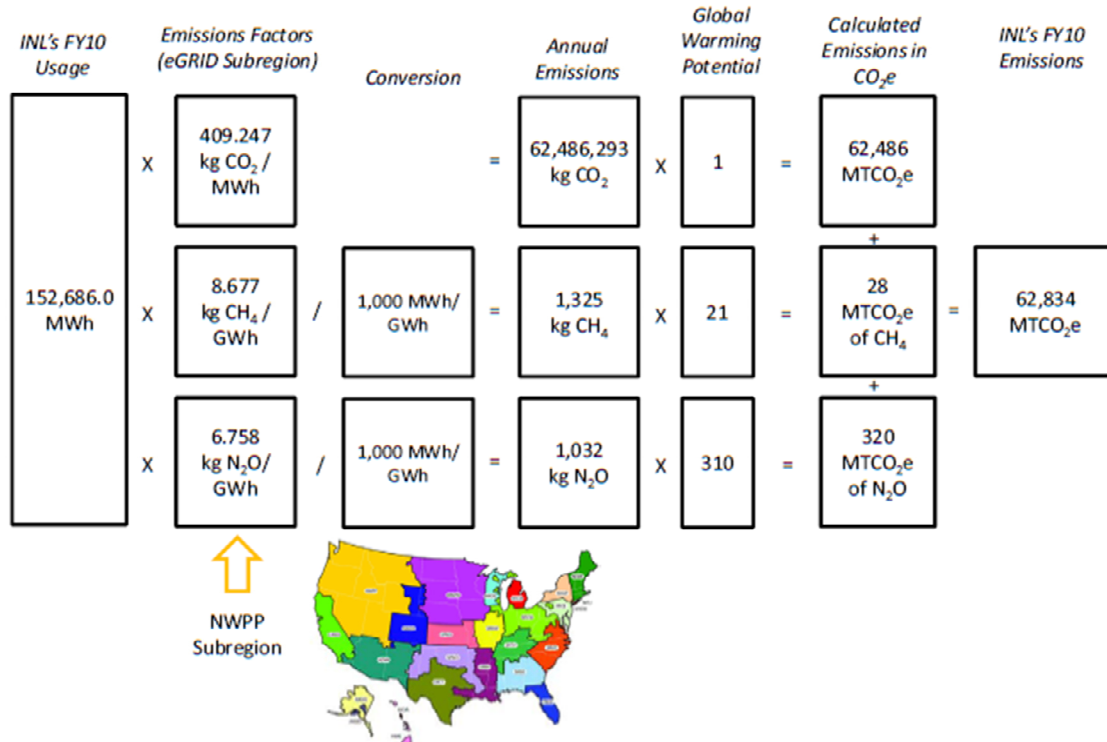 INL's FY10
Usage
Emissions Factors
(eGRID Subregion)
Conversion
Annual
Emissions
Global
Warming
Potential
Calculated
Emissions in
CO₂e
INL's FY10
Emissions
152,686.0
MWh
X
409.247
kg CO₂ /
MWh
=
62,486,293
kg CO₂
X
1
=
62,486
MTCO₂e
+
X
8.677
kg CH₄ /
GWh
/
1,000 MWh/
GWh
=
1,325
kg CH₄
X
21
=
28
MTCO₂e
of CH₄
=
62,834
MTCO₂e
+
X
6.758
kg N₂O/
GWh
/
1,000 MWh/
GWh
=
1,032
kg N₂O
X
310
=
320
MTCO₂e
of N₂O
NWPP
Subregion